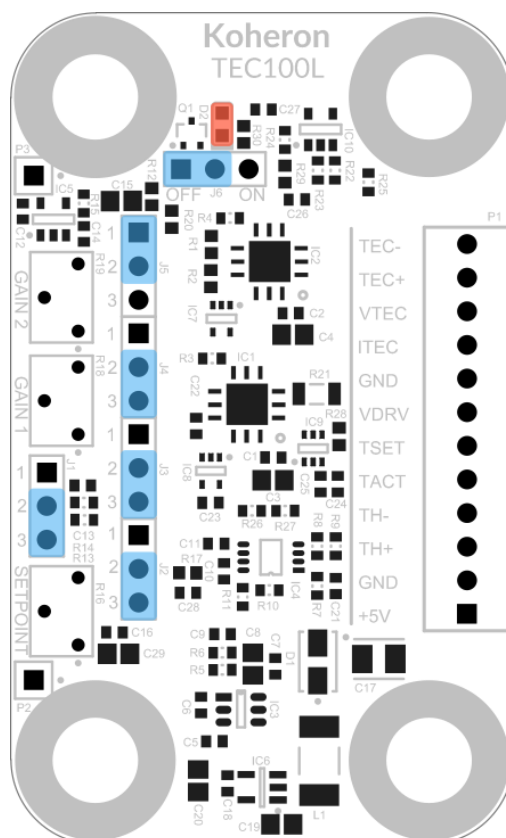 Koheron
TEC100L
Q1
D2
C27
R30
R24
IC10
P3
OFF
J6
ON
R29
R22
R23
R25
C26
IC5
R15
C14
C12
C15
R12
R20
R4
P1
1
2
3
J5
R19
GAIN 2
R1
R2
IC2
IC7
C2
C4
TEC-
TEC+
VTEC
ITEC
GND
VDRV
TSET
TACT
TH-
TH+
GND
+5V
1
2
3
J4
R18
GAIN 1
R3
IC1
C22
R21
R28
IC9
1
2
3
J1
C13
R14
R13
1
2
3
J3
IC8
C1
C3
C25
C24
C23
R26
R27
1
2
3
J2
C11
R17
C10
C28
R11
R10
IC4
R8
R9
R7
C21
SETPOINT
R16
C16
C29
C9
R6
R5
C8
C7
D1
C17
P2
C6
IC3
C5
IC6
C20
C18
C19
L1